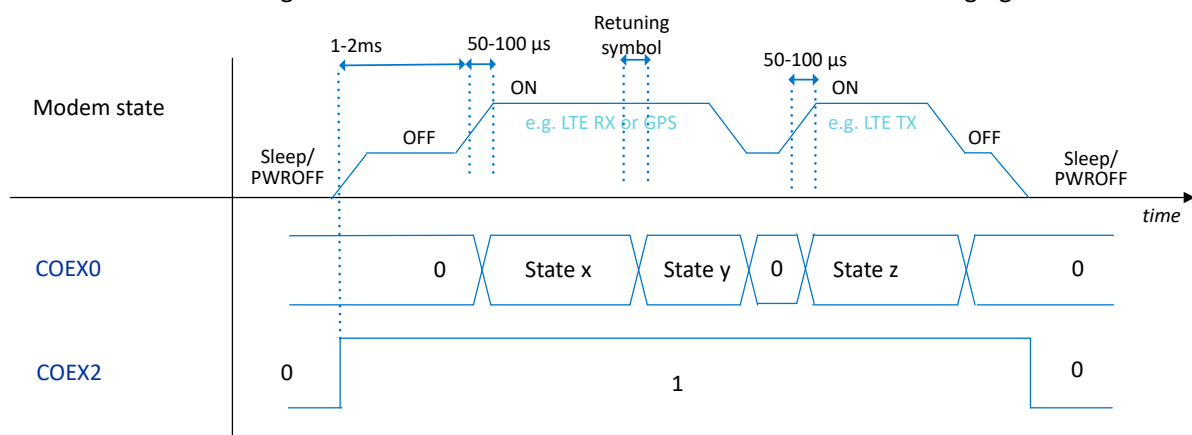 Retuning
symbol
1-2ms
50-100 µs
50-100 µs
ON
ON
Modem state
e.g. LTE RX or GPS
e.g. LTE TX
OFF
OFF
Sleep/
PWROFF
Sleep/
PWROFF
time
COEX0
0
State x
State y
0
State z
0
COEX2
0
1
0